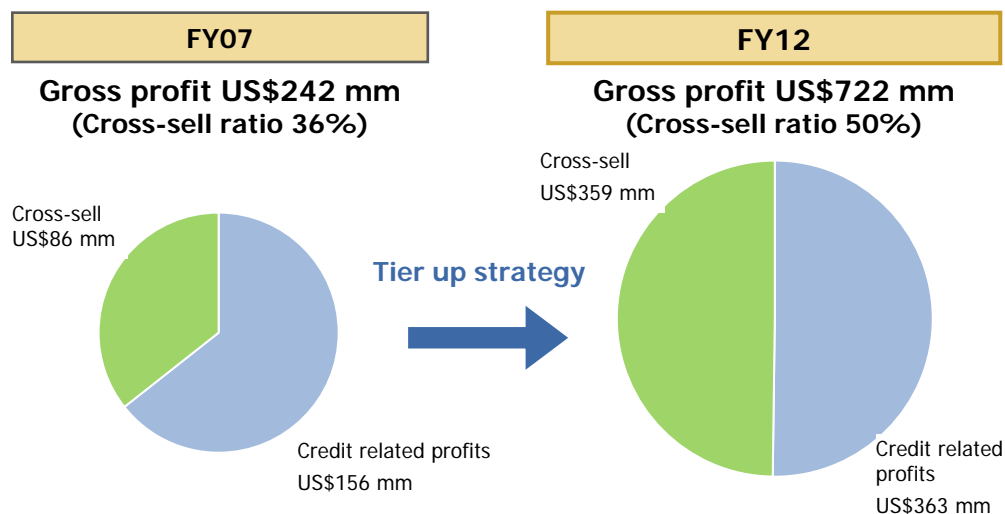 FY07
Gross profit US$242 mm
(Cross-sell ratio 36%)
Cross-sell
US$86 mm
Credit related profits
US$156 mm
Tier up strategy
FY12
Gross profit US$722 mm
(Cross-sell ratio 50%)
Cross-sell
US$359 mm
Credit related
profits
US$363 mm